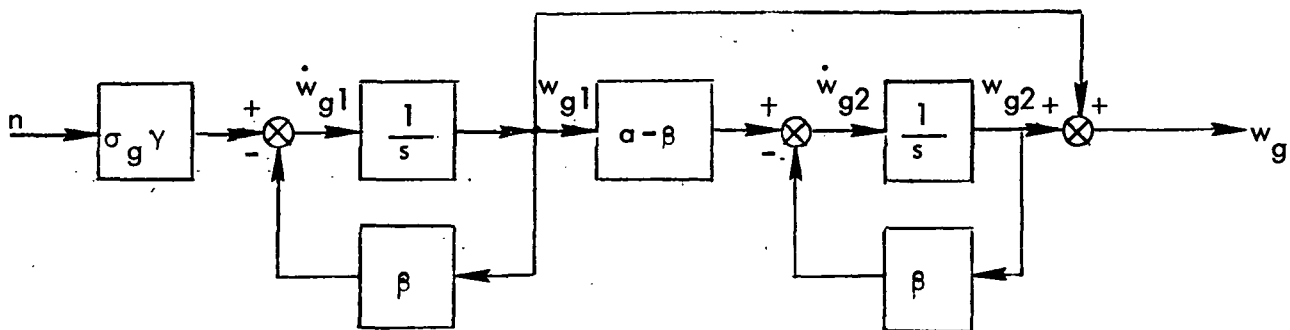 n
σ_g γ
+
-
ẇ_g1
1/s
w_g1
α - β
+
-
ẇ_g2
1/s
w_g2
+
+
w_g
β
β